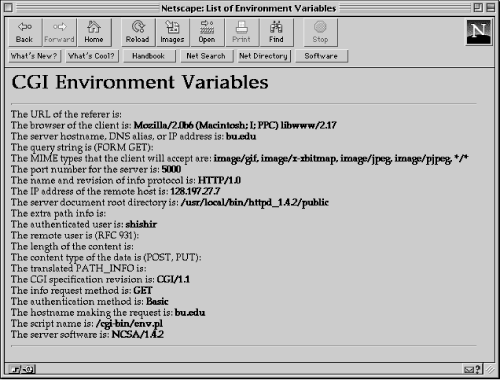 Netscape: List of Environment Variables
Back Forward Home Reload Images Open Print Find Stop
N
What's New? What's Cool? Handbook Net Search Net Directory Software
CGI Environment Variables
The URL of the referer is:
The browser of the client is: Mozilla/2.0b6 (Macintosh; I; PPC) libwww/2.17
The server hostname, DNS alias, or IP address is: bu.edu
The query string is (FORM GET):
The MIME types that the client will accept are: image/gif, image/x-xbitmap, image/jpeg, image/pjpeg, */*
The port number for the server is: 5000
The name and revision of info protocol is: HTTP/1.0
The IP address of the remote host is: 128.197.27.7
The server document root directory is: /usr/local/bin/httpd_1.4.2/public
The extra path info is:
The authenticated user is: shishir
The remote user is (RFC 931):
The length of the content is:
The content type of the data is (POST, PUT):
The translated PATH_INFO is:
The CGI specification revision is: CGI/1.1
The info request method is: GET
The authentication method is: Basic
The hostname making the request is: bu.edu
The script name is: /cgi-bin/env.pl
The server software is: NCSA/1.4.2
?